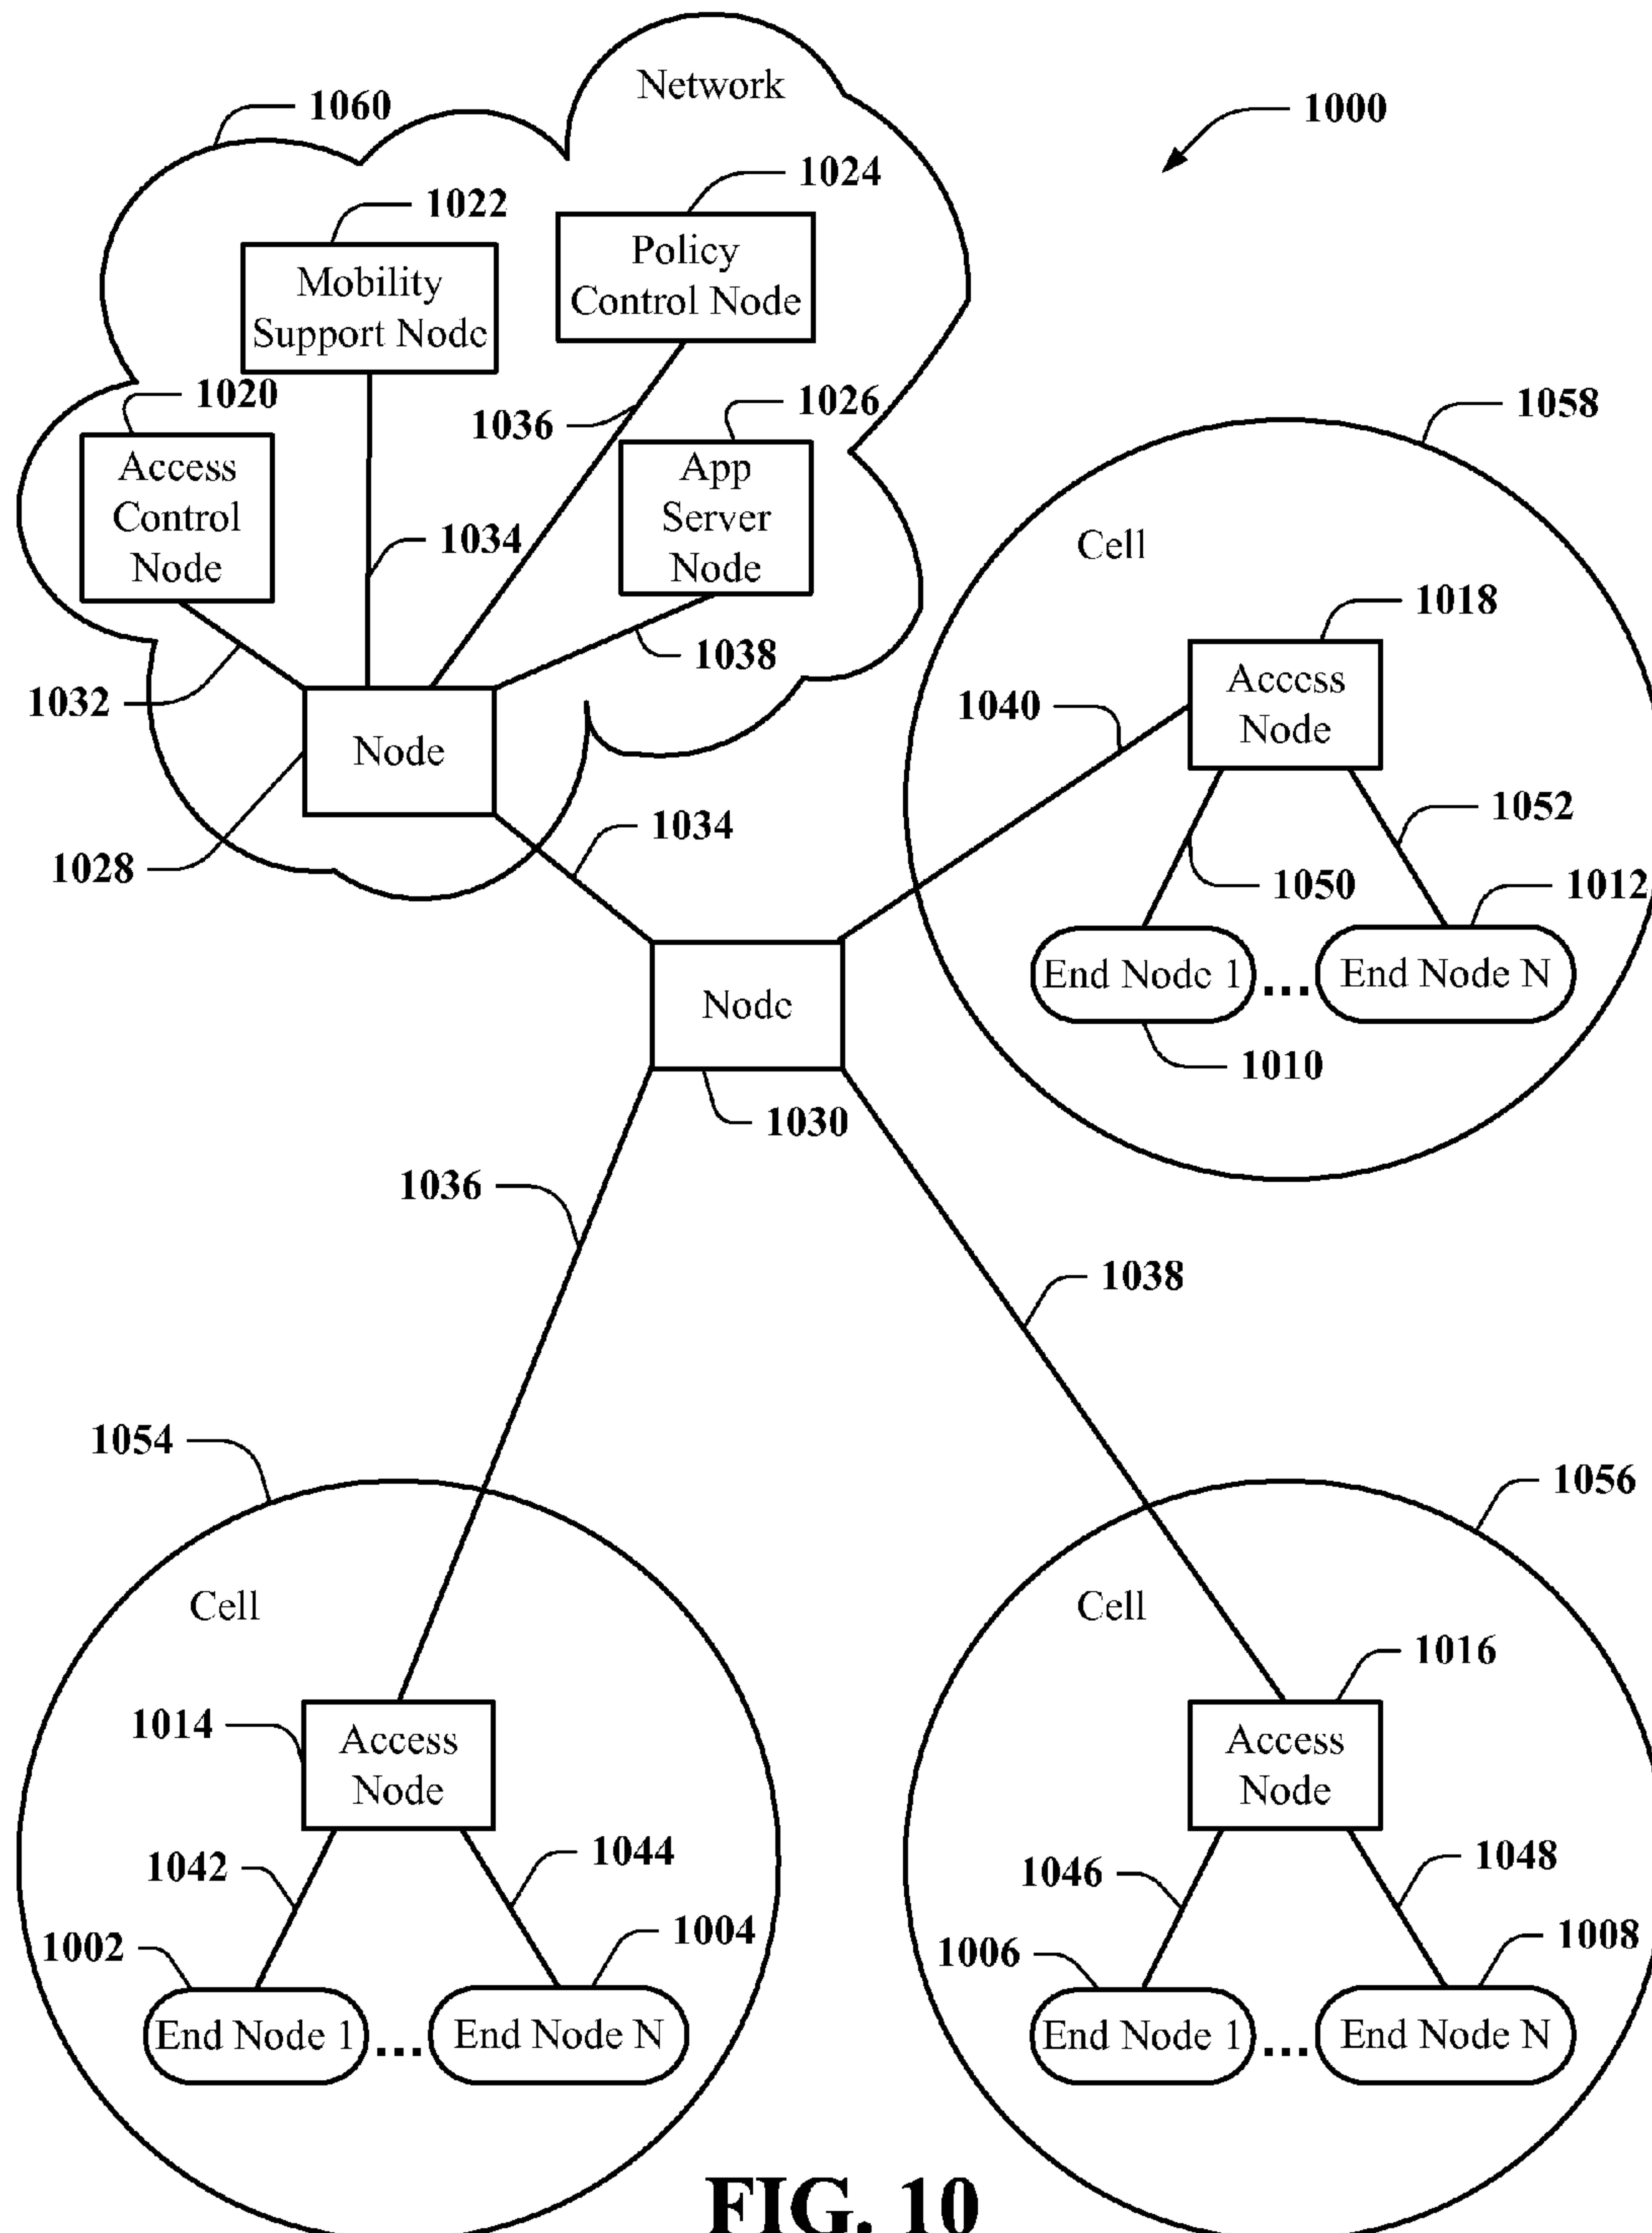 Network
1060
1000
1024
1022
Policy
Control Node
Mobility
Support Node
1020
1036
1026
1058
Access
Control
Node
App
Server
Node
1034
Cell
1018
1038
1032
Access
Node
1040
Node
1034
1052
1028
1050
1012
End Node 1
...
End Node N
Node
1010
1030
1036
1038
1054
1056
Cell
Cell
1016
1014
Access
Node
Access
Node
1042
1044
1046
1048
1002
1004
1006
1008
End Node 1
...
End Node N
End Node 1
...
End Node N
FIG. 10